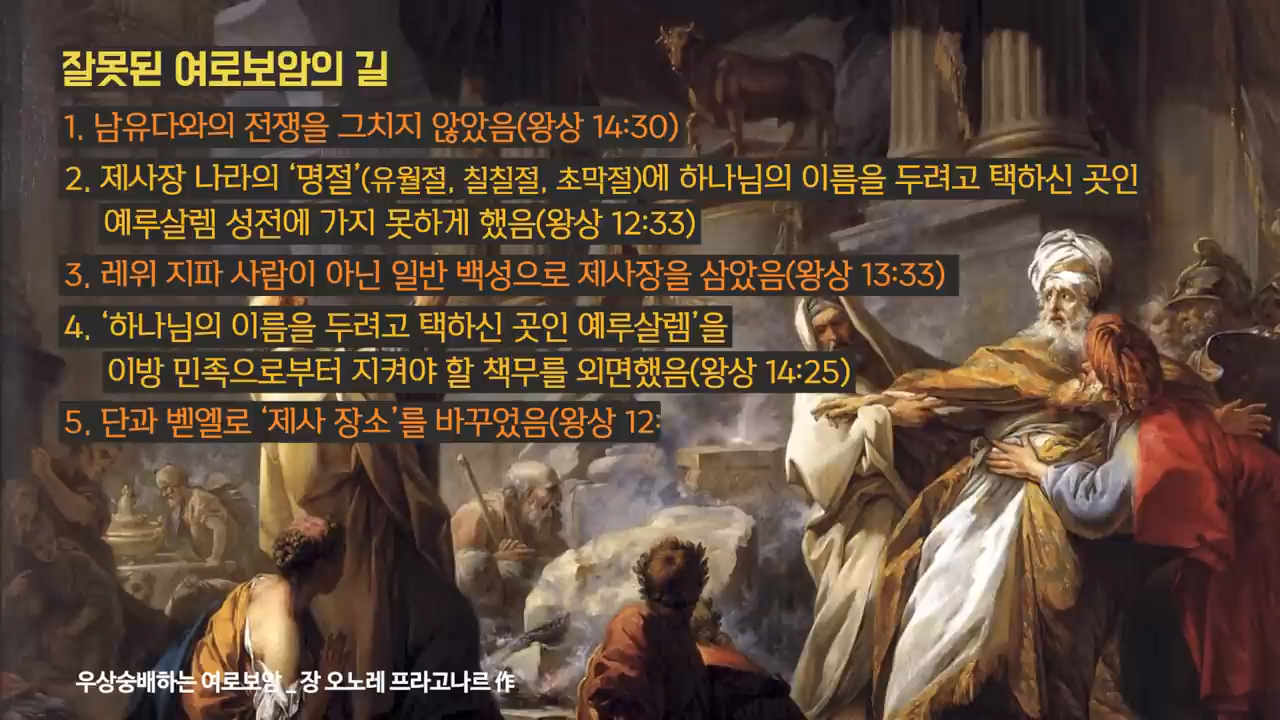 잘못된 여로보암의 길
1. 남유다와의 전쟁을 그치지 않았음(왕상 14:30)
2. 제사장 나라의 ‘명절’(유월절, 칠칠절, 초막절)에 하나님의 이름을 두려고 택하신 곳인
예루살렘 성전에 가지 못하게 했음(왕상 12:33)
3. 레위 지파 사람이 아닌 일반 백성으로 제사장을 삼았음(왕상 13:33)
4. ‘하나님의 이름을 두려고 택하신 곳인 예루살렘’을
이방 민족으로부터 지켜야 할 책무를 외면했음(왕상 14:25)
5. 단과 벧엘로 ‘제사 장소’를 바꾸었음(왕상 12:
우상숭배하는 여로보암 _ 장 오노레 프라고나르 作